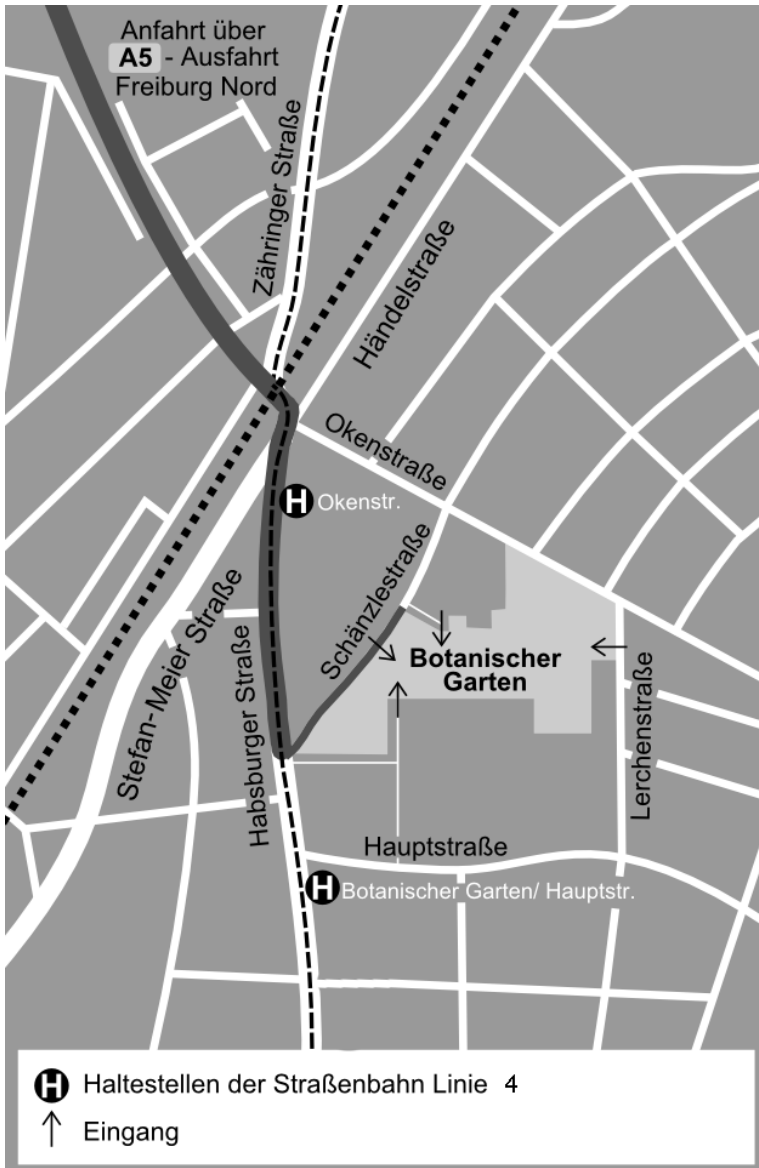 Anfahrt über
A5 - Ausfahrt
Freiburg Nord
Zähringer Straße
Händelstraße
Okenstraße
H Okenstr.
Schänzlestraße
Stefan-Meier Straße
Habsburger Straße
Botanischer
Garten
Lerchenstraße
Hauptstraße
H Botanischer Garten/ Hauptstr.
H Haltestellen der Straßenbahn Linie 4
Eingang